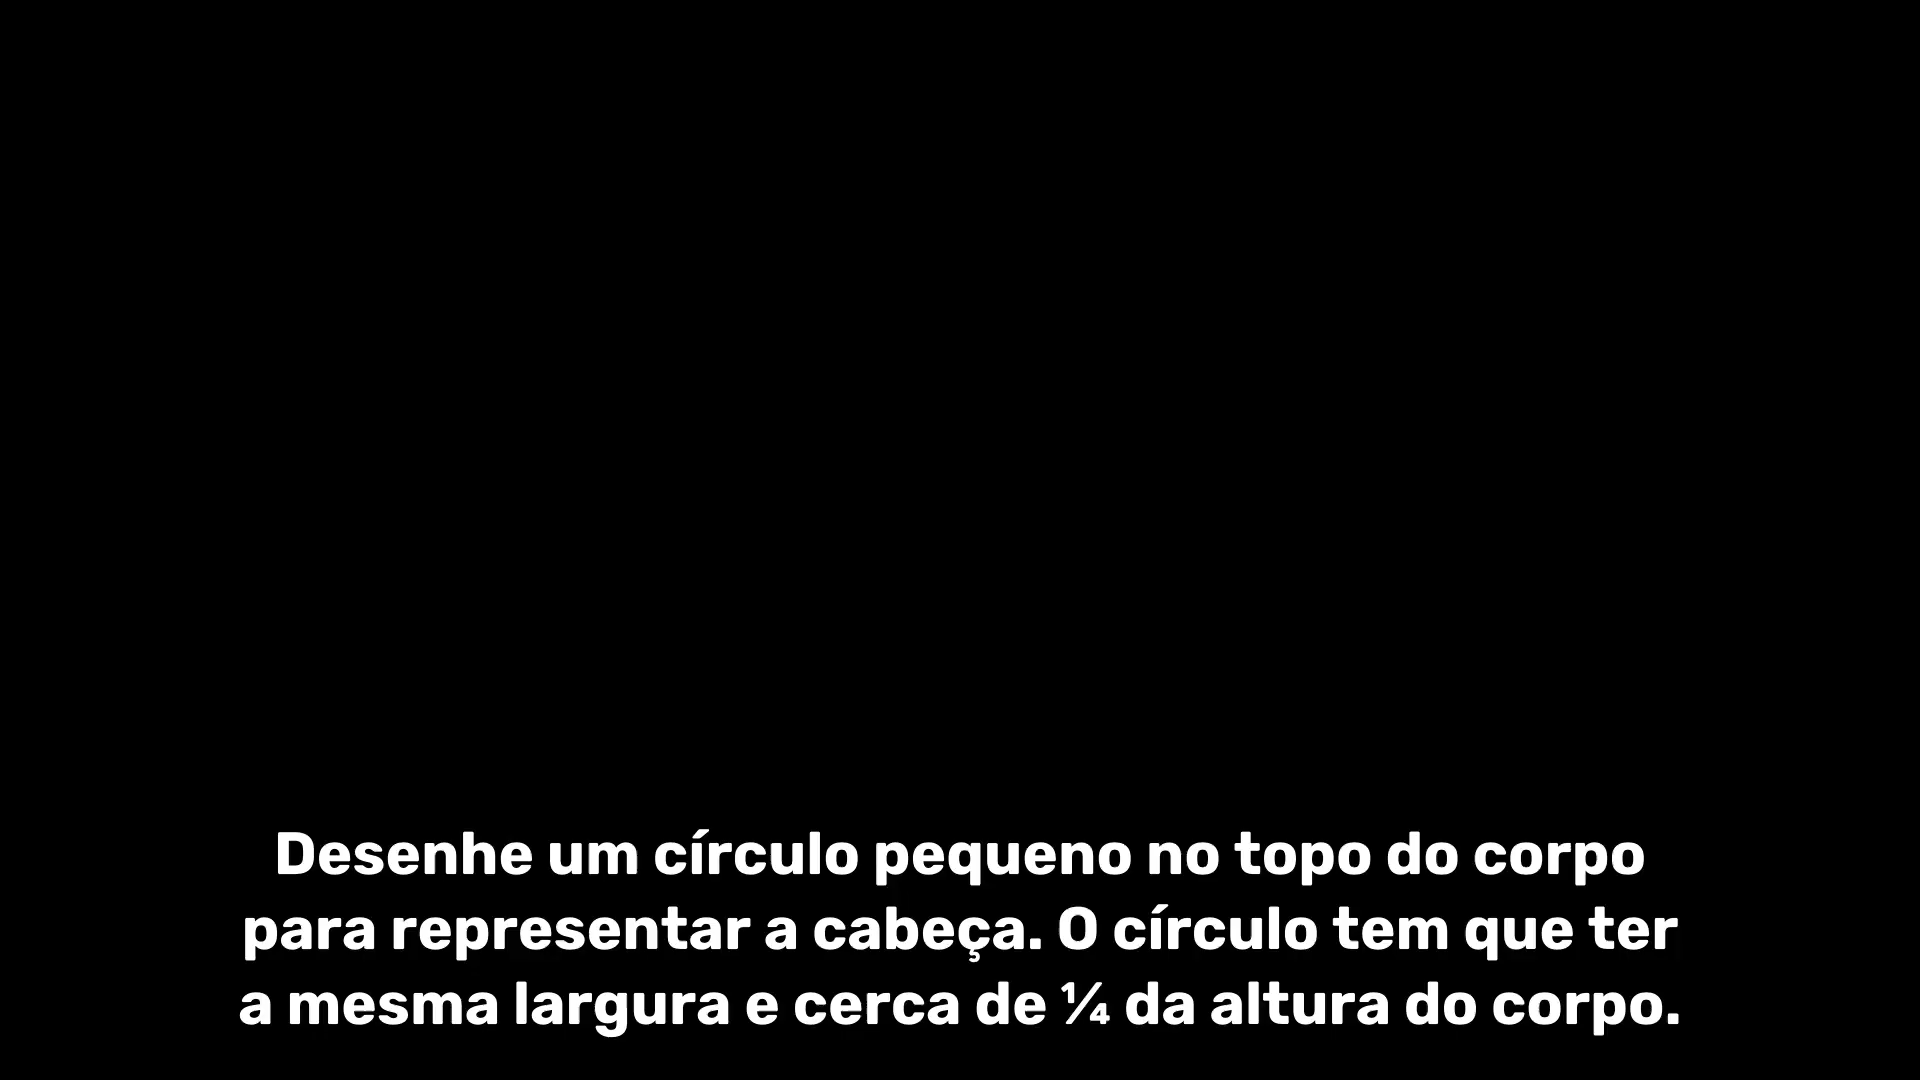 Desenhe um círculo pequeno no topo do corpo
para representar a cabeça. O círculo tem que ter
a mesma largura e cerca de ¼ da altura do corpo.